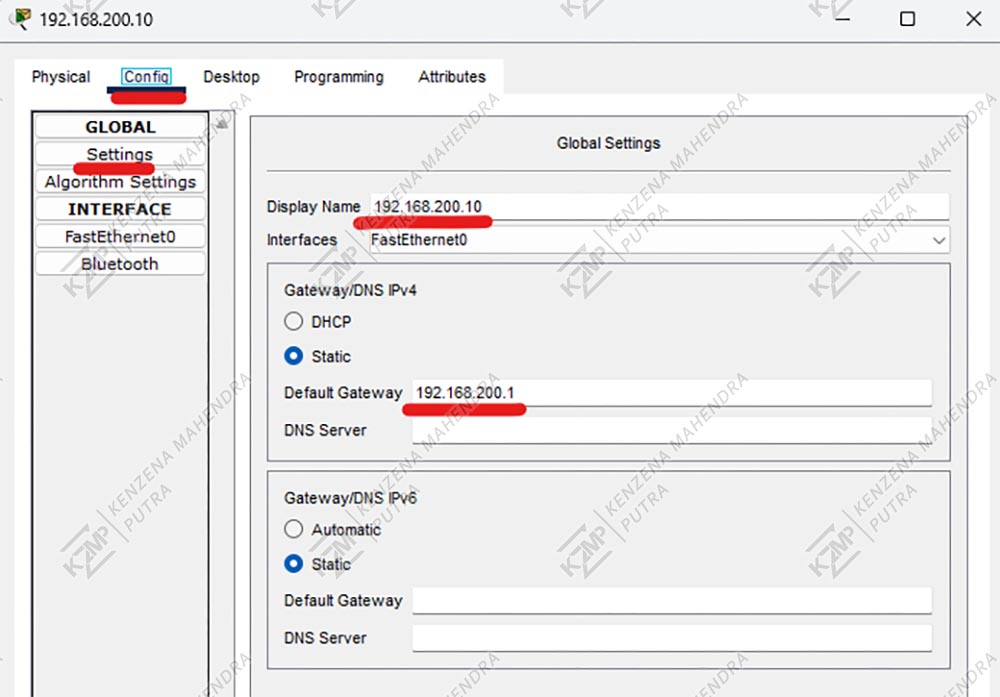 192.168.200.10
Physical Config Desktop Programming Attributes
GLOBAL
Settings
Algorithm Settings
INTERFACE
FastEthernet0
Bluetooth
Global Settings
Display Name 192.168.200.10
Interfaces FastEthernet0
Gateway/DNS IPv4
DHCP
Static
Default Gateway 192.168.200.1
DNS Server
Gateway/DNS IPv6
Automatic
Static
Default Gateway
DNS Server
KZMP KENZENA MAHENDRA PUTRA